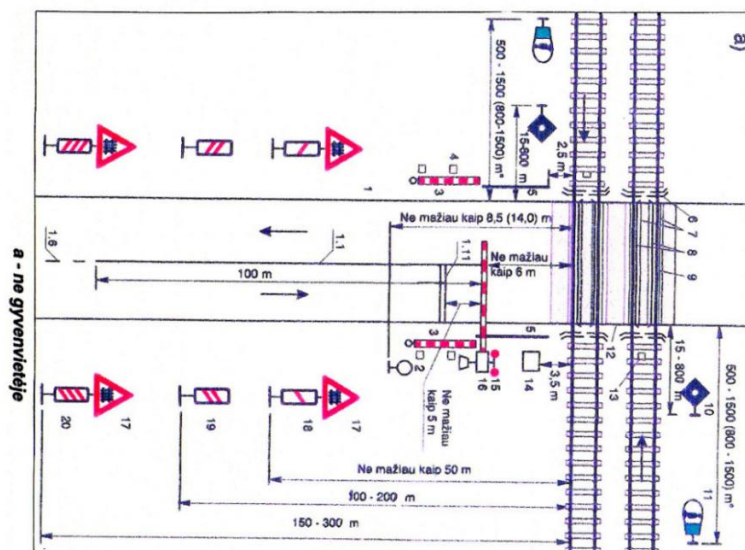 a)
500 - 1500 (800-1500) m³
15-800 m
2,5 m
4
3
1
5
6
7
8
9
Ne mažiau kaip 8,5 (14,0) m
Ne mažiau
kaip 6 m
1.6
1.1
1.11
100 m
3
5
12
2
Ne mažiau
kaip 5 m
16
15
14
3,5 m
13
15 - 800 m
10
11
500 - 1500 (800 - 1500) m³
20
17
19
18
17
Ne mažiau kaip 50 m
100 - 200 m
150 - 300 m
a - ne gyvenvietėje